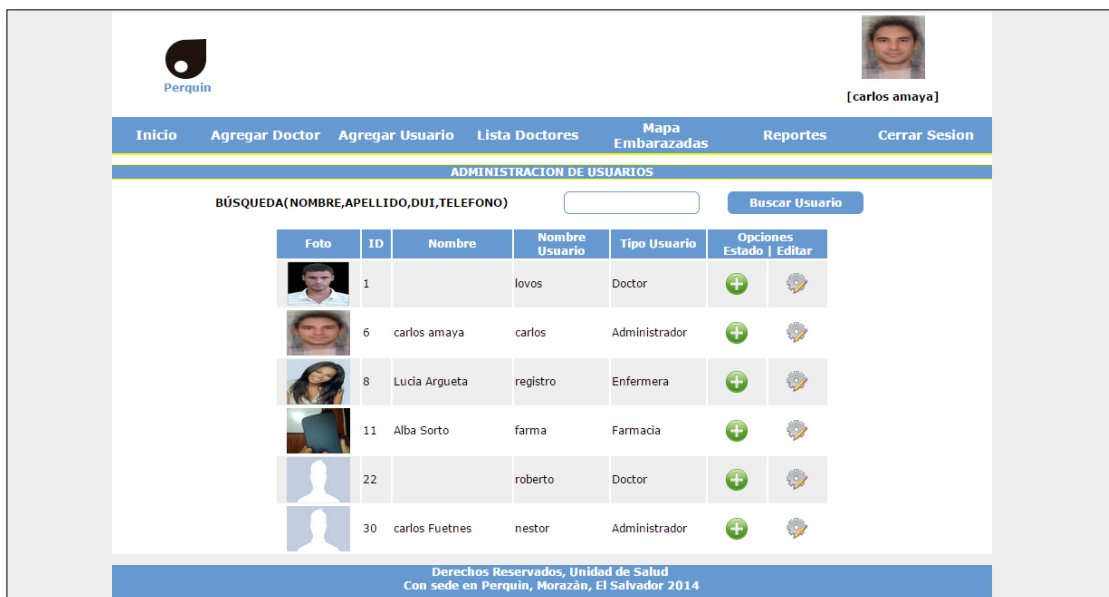 Perquin
[carlos amaya]
Inicio Agregar Doctor Agregar Usuario Lista Doctores Mapa Embarazadas Reportes Cerrar Sesion
ADMINISTRACION DE USUARIOS
BÚSQUEDA(NOMBRE,APELLIDO,DUI,TELEFONO) Buscar Usuario
Foto ID Nombre Nombre Usuario Tipo Usuario Opciones Estado | Editar
1 lovos Doctor
6 carlos amaya carlos Administrador
8 Lucia Argueta registro Enfermera
11 Alba Sorto farma Farmacia
22 roberto Doctor
30 carlos Fuetnes nestor Administrador
Derechos Reservados, Unidad de Salud
Con sede en Perquin, Morazàn, El Salvador 2014